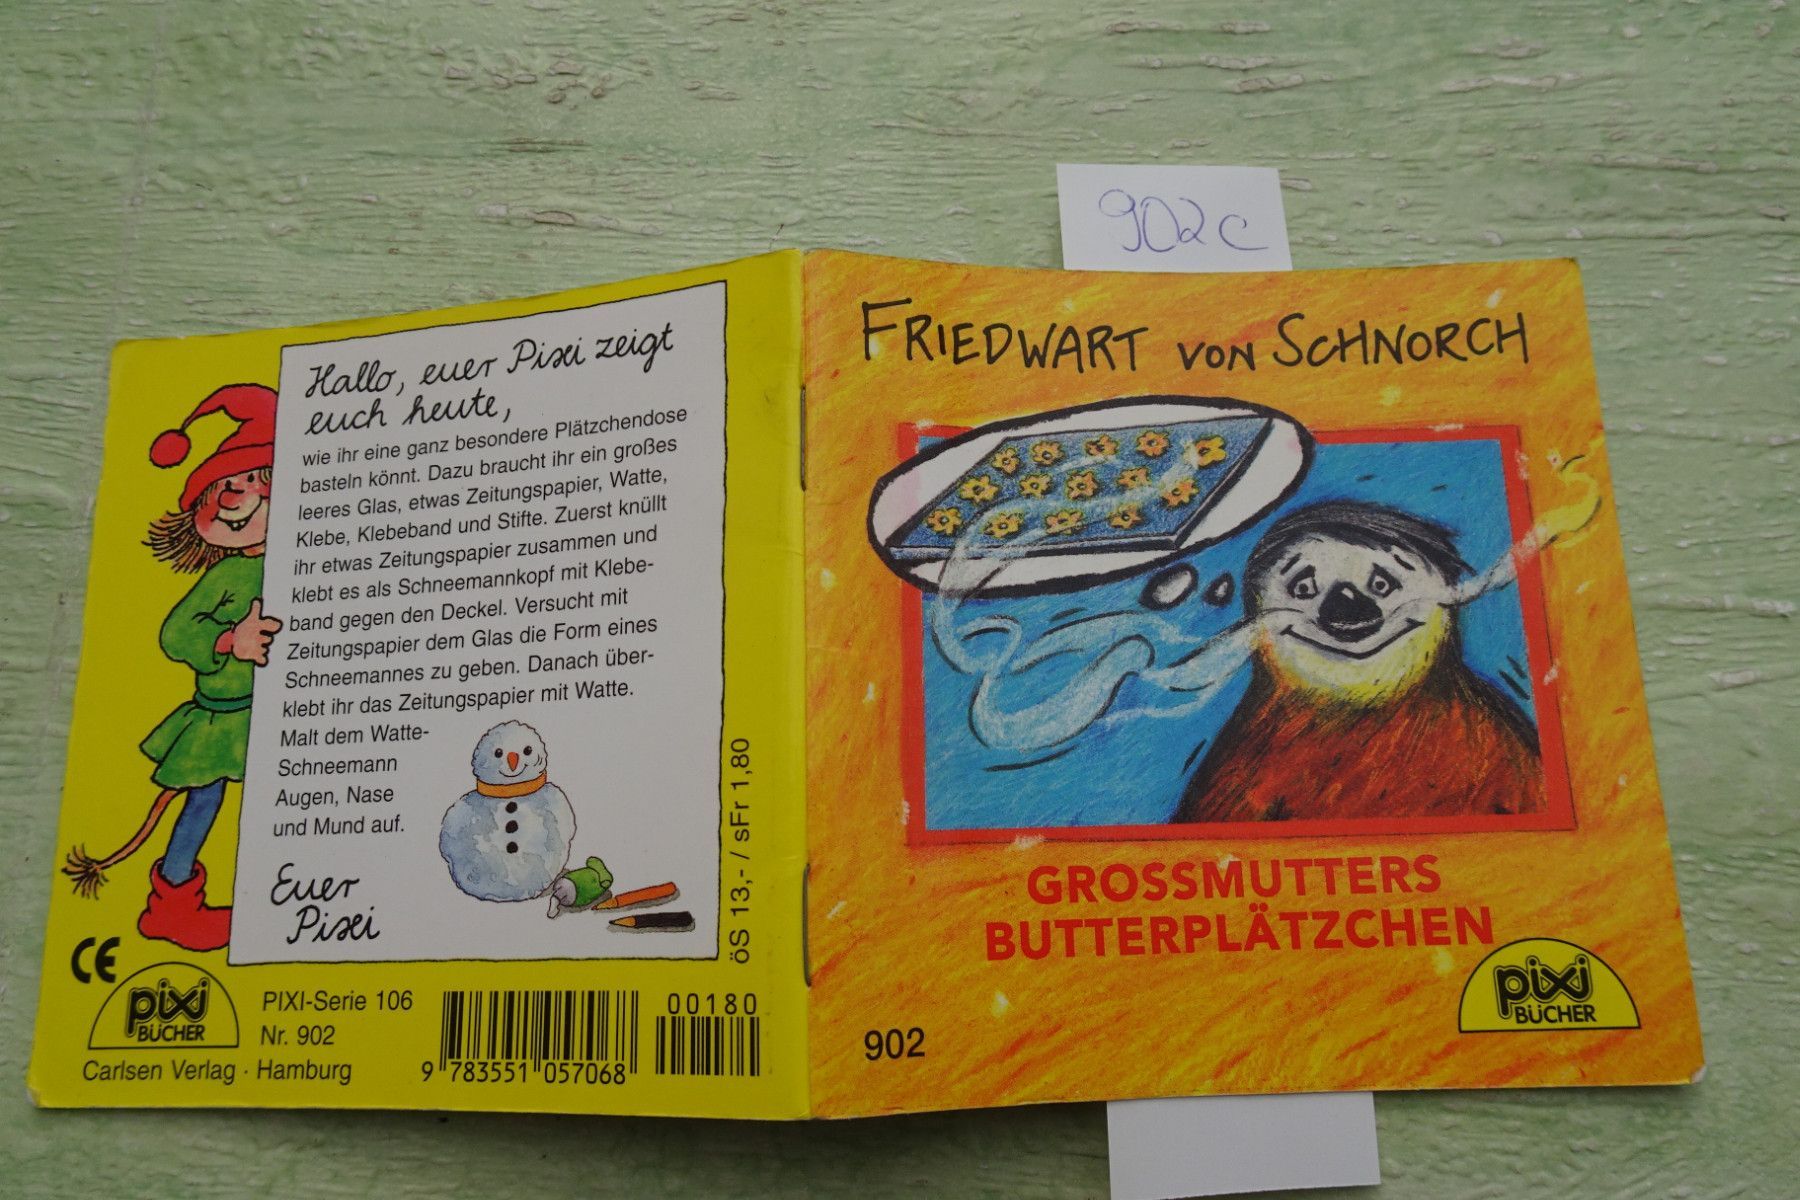 902c
Hallo, euer Pixi zeigt
euch heute,
wie ihr eine ganz besondere Plätzchendose
basteln könnt. Dazu braucht ihr ein großes
leeres Glas, etwas Zeitungspapier, Watte,
Klebe, Klebeband und Stifte. Zuerst knüllt
ihr etwas Zeitungspapier zusammen und
klebt es als Schneemannkopf mit Klebe-
band gegen den Deckel. Versucht mit
Zeitungspapier dem Glas die Form eines
Schneemannes zu geben. Danach über-
klebt ihr das Zeitungspapier mit Watte.
Malt dem Watte-
Schneemann
Augen, Nase
und Mund auf.
Euer
Pixi
öS 13,- / sFr 1,80
CE
pixi
BÜCHER
PIXI-Serie 106
Nr. 902
Carlsen Verlag · Hamburg
00180
9 783551 057068
FRIEDWART VON SCHNORCH
GROSSMUTTERS
BUTTERPLÄTZCHEN
902
pixi
BÜCHER